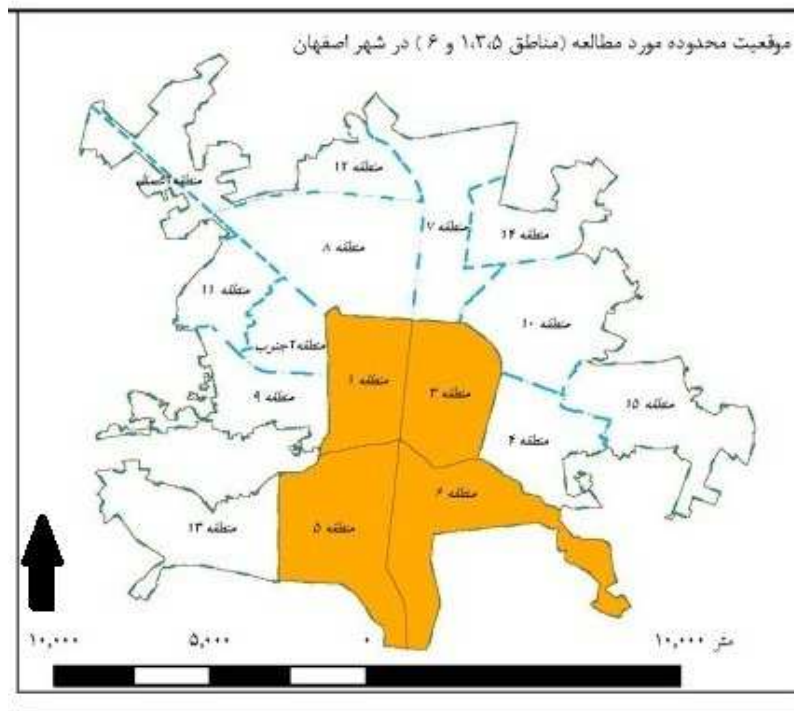 موقعیت محدوده مورد مطالعه (مناطق ۱،۳،۵ و ۶ ) در شهر اصفهان
منطقه ۱۲
منطقه ۷
منطقه ۱۴
منطقه ۸
منطقه ۱۱
منطقه ۱۰
منطقه ۲جنوب
منطقه ۱
منطقه ۳
منطقه ۹
منطقه ۱۵
منطقه ۴
منطقه ۶
منطقه ۵
منطقه ۱۳
۱۰,۰۰۰ ۵,۰۰۰ ۰ ۱۰,۰۰۰ متر